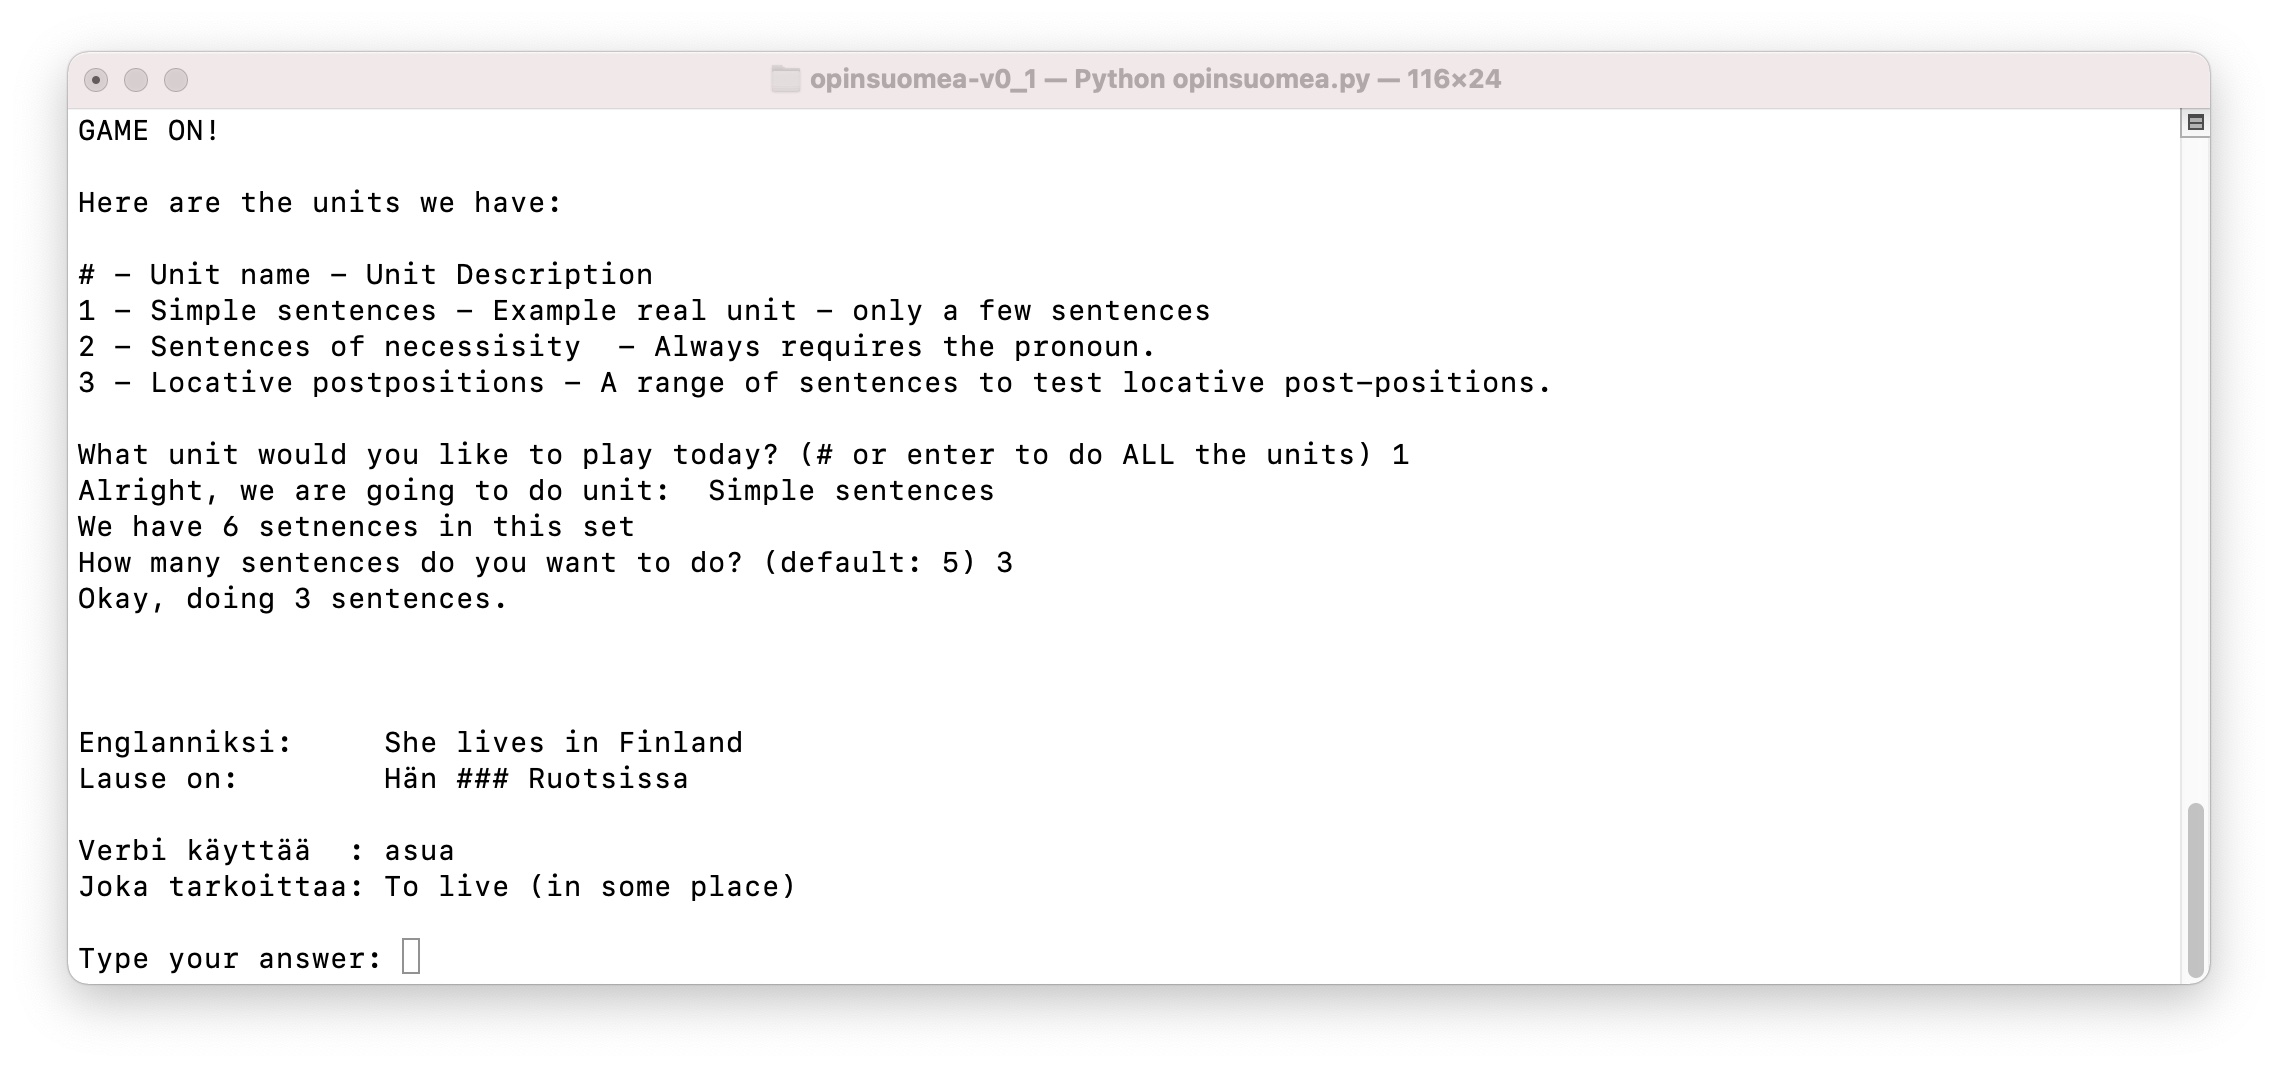 opinsuomea-v0_1 — Python opinsuomea.py — 116×24
GAME ON!
Here are the units we have:
# - Unit name - Unit Description
1 - Simple sentences - Example real unit - only a few sentences
2 - Sentences of necessisity  - Always requires the pronoun.
3 - Locative postpositions - A range of sentences to test locative post-positions.
What unit would you like to play today? (# or enter to do ALL the units) 1
Alright, we are going to do unit:  Simple sentences
We have 6 setnences in this set
How many sentences do you want to do? (default: 5) 3
Okay, doing 3 sentences.
Englanniksi:     She lives in Finland
Lause on:        Hän ### Ruotsissa
Verbi käyttää  : asua
Joka tarkoittaa: To live (in some place)
Type your answer: